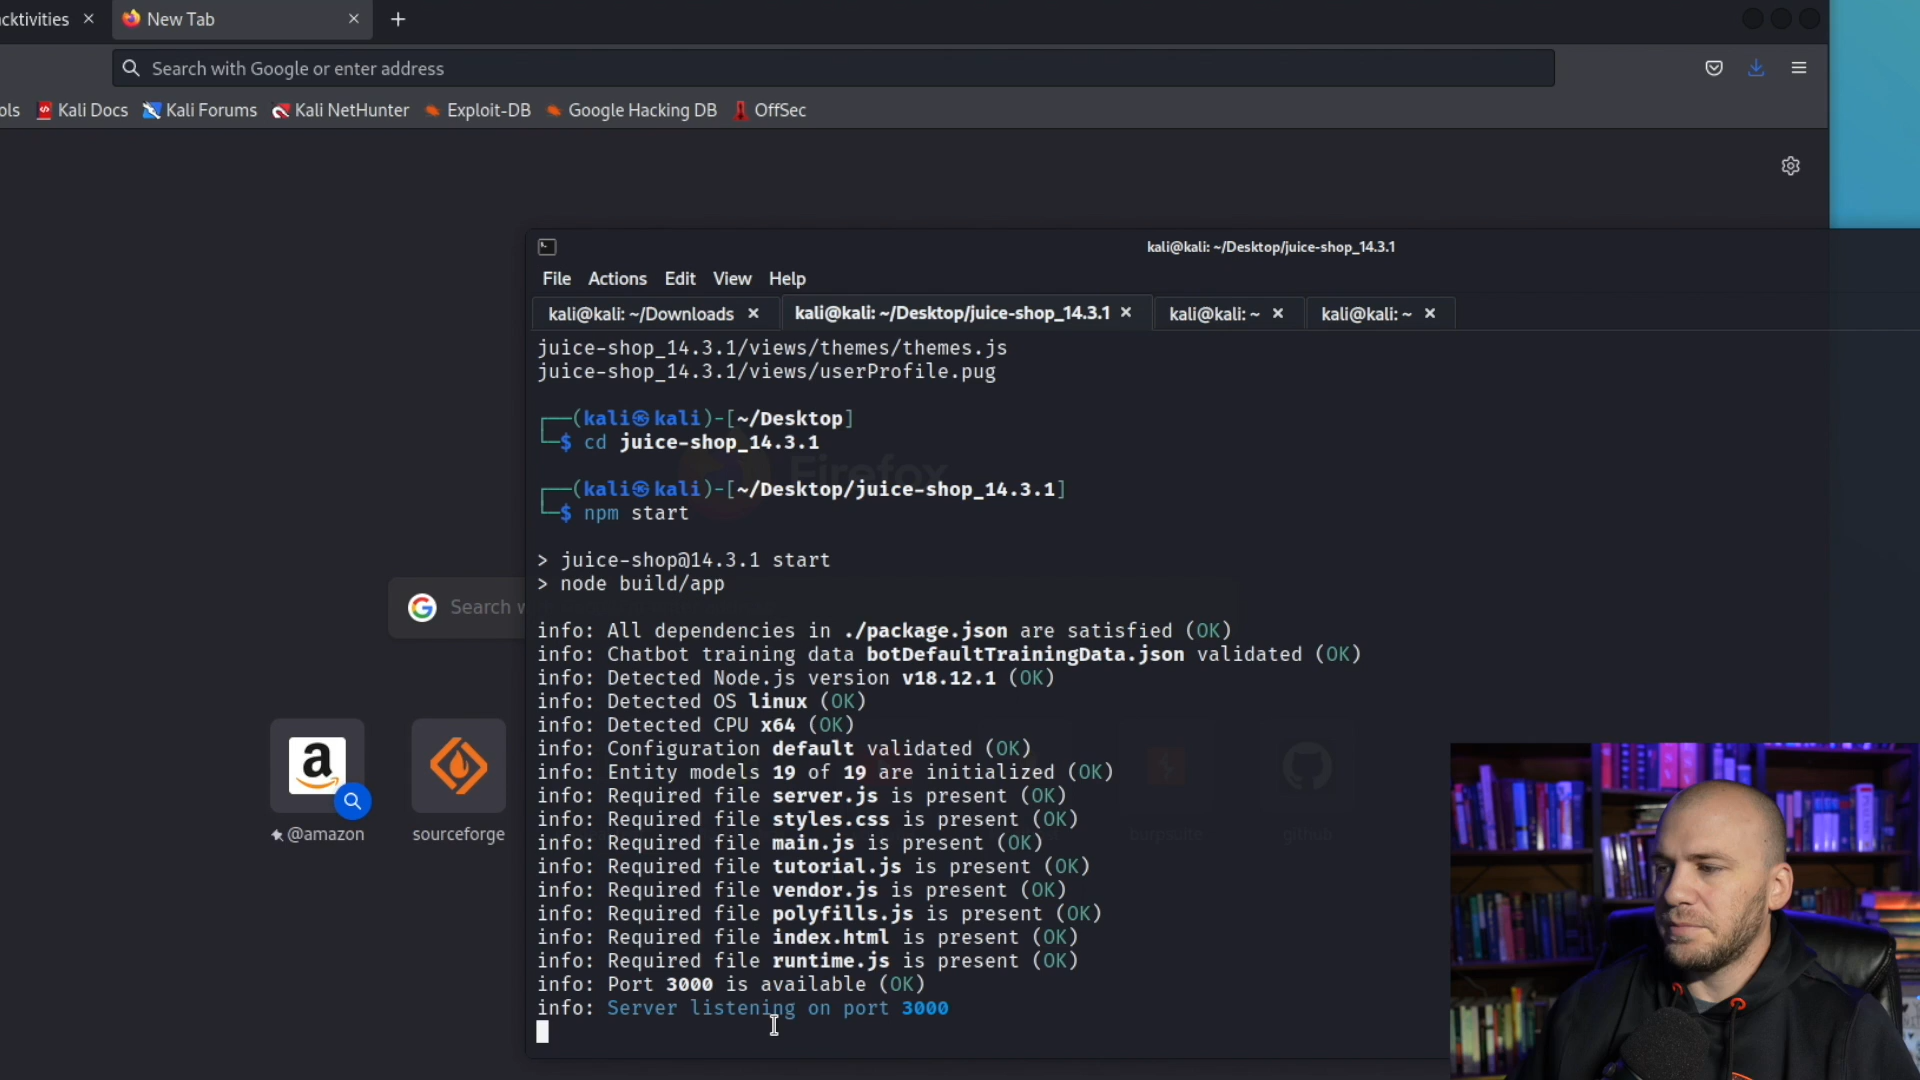 cktivities
New Tab
Search with Google or enter address
ols Kali Docs Kali Forums Kali NetHunter Exploit-DB Google Hacking DB OffSec
kali@kali: ~/Desktop/juice-shop_14.3.1
File Actions Edit View Help
kali@kali: ~/Downloads kali@kali: ~/Desktop/juice-shop_14.3.1 kali@kali: ~ kali@kali: ~
juice-shop_14.3.1/views/themes/themes.js
juice-shop_14.3.1/views/userProfile.pug
(kali㉿kali)-[~/Desktop]
$ cd juice-shop_14.3.1
Firefox
(kali㉿kali)-[~/Desktop/juice-shop_14.3.1]
$ npm start
> juice-shop@14.3.1 start
> node build/app
Search w
info: All dependencies in ./package.json are satisfied (OK)
info: Chatbot training data botDefaultTrainingData.json validated (OK)
info: Detected Node.js version v18.12.1 (OK)
info: Detected OS linux (OK)
info: Detected CPU x64 (OK)
info: Configuration default validated (OK)
info: Entity models 19 of 19 are initialized (OK)
info: Required file server.js is present (OK)
info: Required file styles.css is present (OK)
info: Required file main.js is present (OK)
info: Required file tutorial.js is present (OK)
info: Required file vendor.js is present (OK)
info: Required file polyfills.js is present (OK)
info: Required file index.html is present (OK)
info: Required file runtime.js is present (OK)
info: Port 3000 is available (OK)
info: Server listening on port 3000
@amazon
sourceforge
burpsuite
github